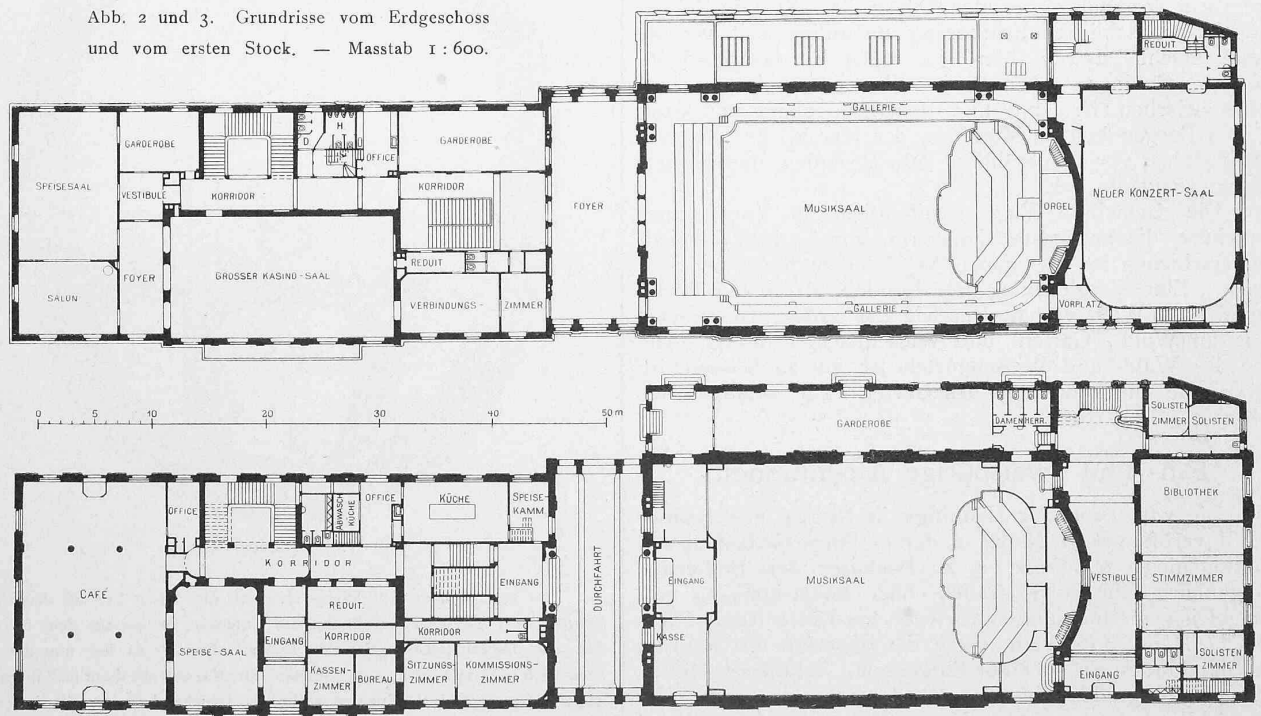 Abb. 2 und 3. Grundrisse vom Erdgeschoss
und vom ersten Stock. — Masstab 1 : 600.
REDUIT
GALLERIE
GARDEROBE
D
H
OFFICE
GARDEROBE
SPEISESAAL
VESTIBULE
KORRIDOR
KORRIDOR
FOYER
MUSIKSAAL
ORGEL
NEUER KONZERT-SAAL
FOYER
GROSSER KASINO-SAAL
REDUIT
SALON
VERBINDUNGS-
ZIMMER
GALLERIE
VORPLATZ
0 5 10 20 30 40 50 m
GARDEROBE
DAMEN
HERR.
SOLISTEN
ZIMMER
SOLISTEN
OFFICE
ABWASCH
KÜCHE
OFFICE
KÜCHE
SPEISE-
KAMM.
BIBLIOTHEK
KORRIDOR
CAFÉ
EINGANG
DURCHFAHRT
EINGANG
MUSIKSAAL
VESTIBULE
STIMMZIMMER
REDUIT
SPEISE-SAAL
EINGANG
KORRIDOR
KORRIDOR
KASSE
KASSEN-
ZIMMER
BUREAU
SITZUNGS-
ZIMMER
KOMMISSIONS-
ZIMMER
EINGANG
SOLISTEN
ZIMMER